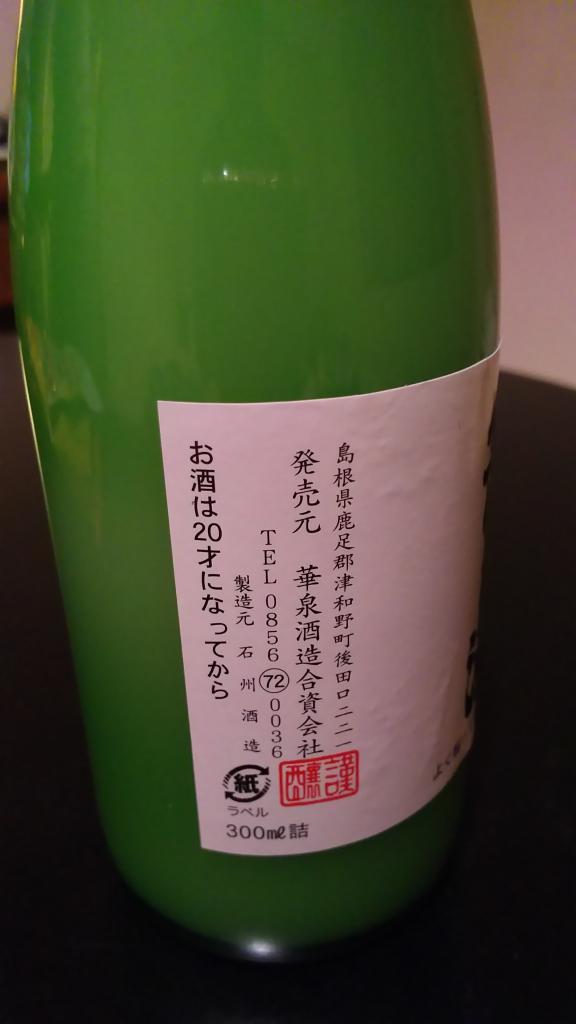 島根県鹿足郡津和野町後田口二二一
発売元 華泉酒造合資会社
TEL 0856 72 0036
製造元 石州酒造
お酒は20才になってから
謹醸
紙
ラベル
300㎖詰